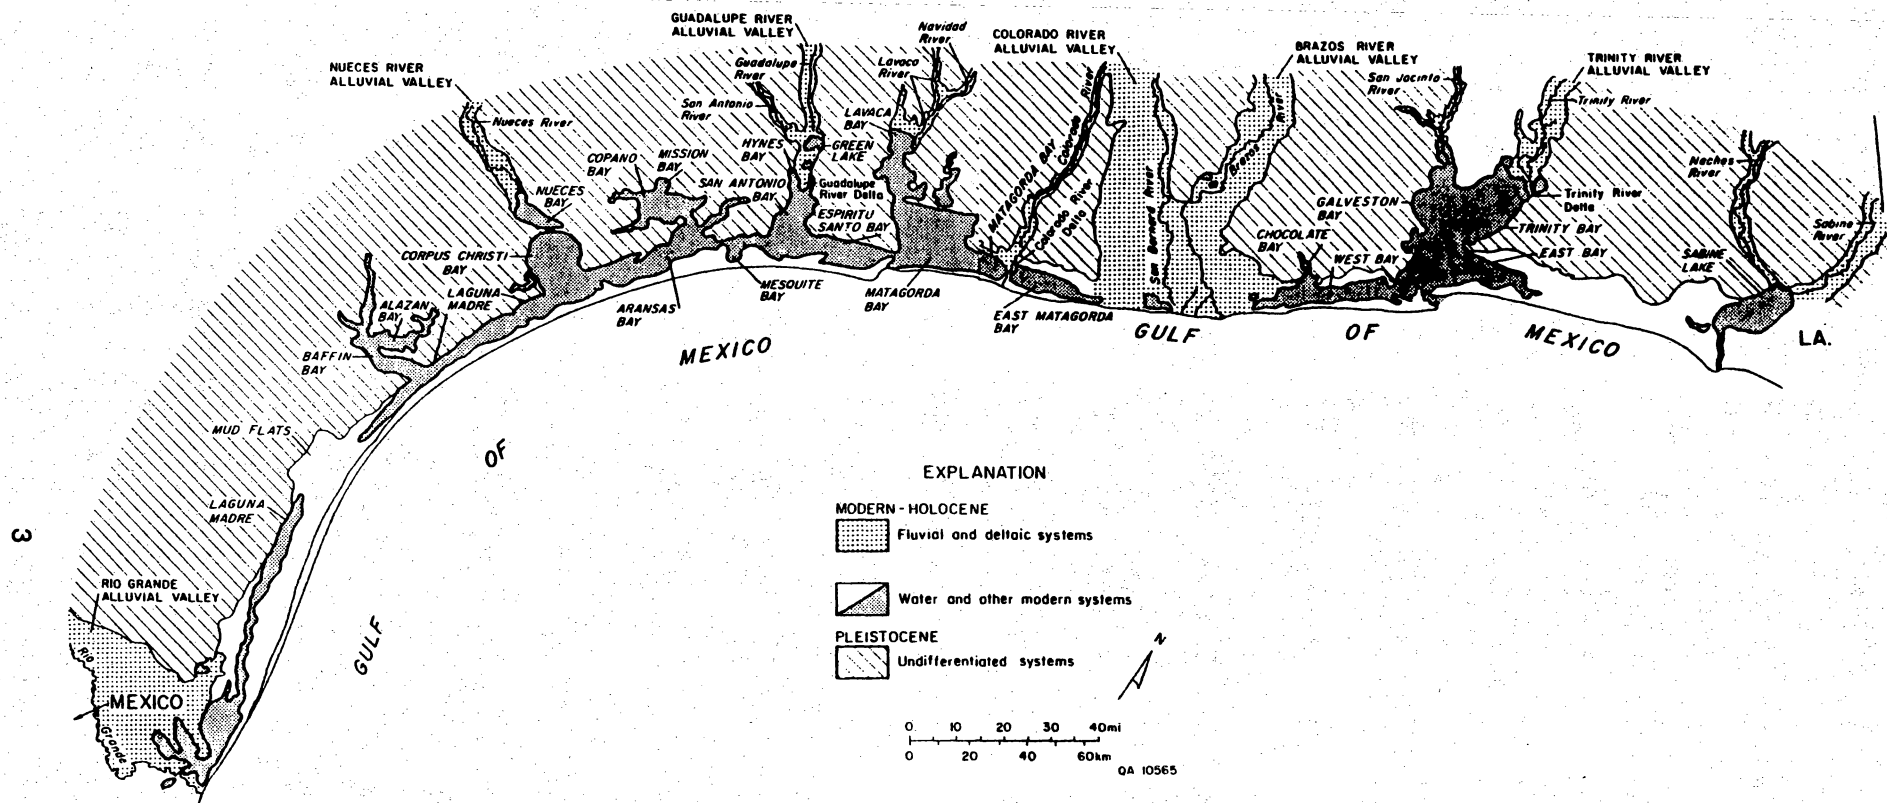 GUADALUPE RIVER
ALLUVIAL VALLEY
Navidad
River
COLORADO RIVER
ALLUVIAL VALLEY
BRAZOS RIVER
ALLUVIAL VALLEY
TRINITY RIVER
ALLUVIAL VALLEY
NUECES RIVER
ALLUVIAL VALLEY
Guadalupe
River
Lavaca
River
San Jacinto
River
Trinity River
San Antonio
River
Nueces River
LAVACA
BAY
HYNES
BAY
GREEN
LAKE
COPANO
BAY
MISSION
BAY
SAN ANTONIO
BAY
Guadalupe
River Delta
NUECES
BAY
ESPIRITU
SANTO BAY
MATAGORDA BAY
Colorado
River
Colorado River
Delta
San Bernard River
Brazos
River
GALVESTON
BAY
CHOCOLATE
BAY
WEST BAY
Trinity River
Delta
TRINITY BAY
EAST BAY
Neches
River
SABINE
LAKE
Sabine
River
CORPUS CHRISTI
BAY
LAGUNA
MADRE
ALAZAN
BAY
BAFFIN
BAY
ARANSAS
BAY
MESQUITE
BAY
MATAGORDA
BAY
EAST MATAGORDA
BAY
GULF
OF
MEXICO
LA.
MEXICO
OF
GULF
MUD FLATS
LAGUNA
MADRE
3
RIO GRANDE
ALLUVIAL VALLEY
Rio
Grande
MEXICO
EXPLANATION
MODERN - HOLOCENE
Fluvial and deltaic systems
Water and other modern systems
PLEISTOCENE
Undifferentiated systems
N
0 10 20 30 40mi
0 20 40 60km
QA 10565